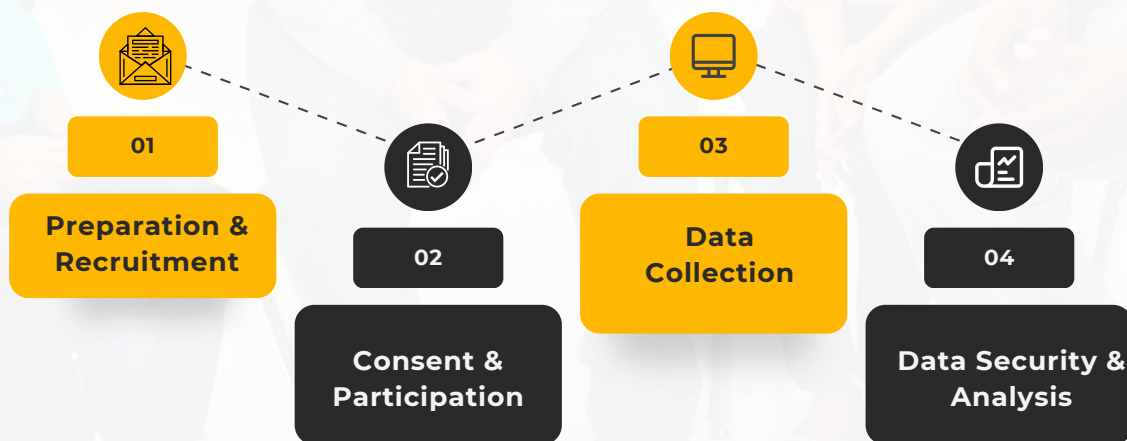 01
Preparation &
Recruitment
02
Consent &
Participation
03
Data
Collection
04
Data Security &
Analysis